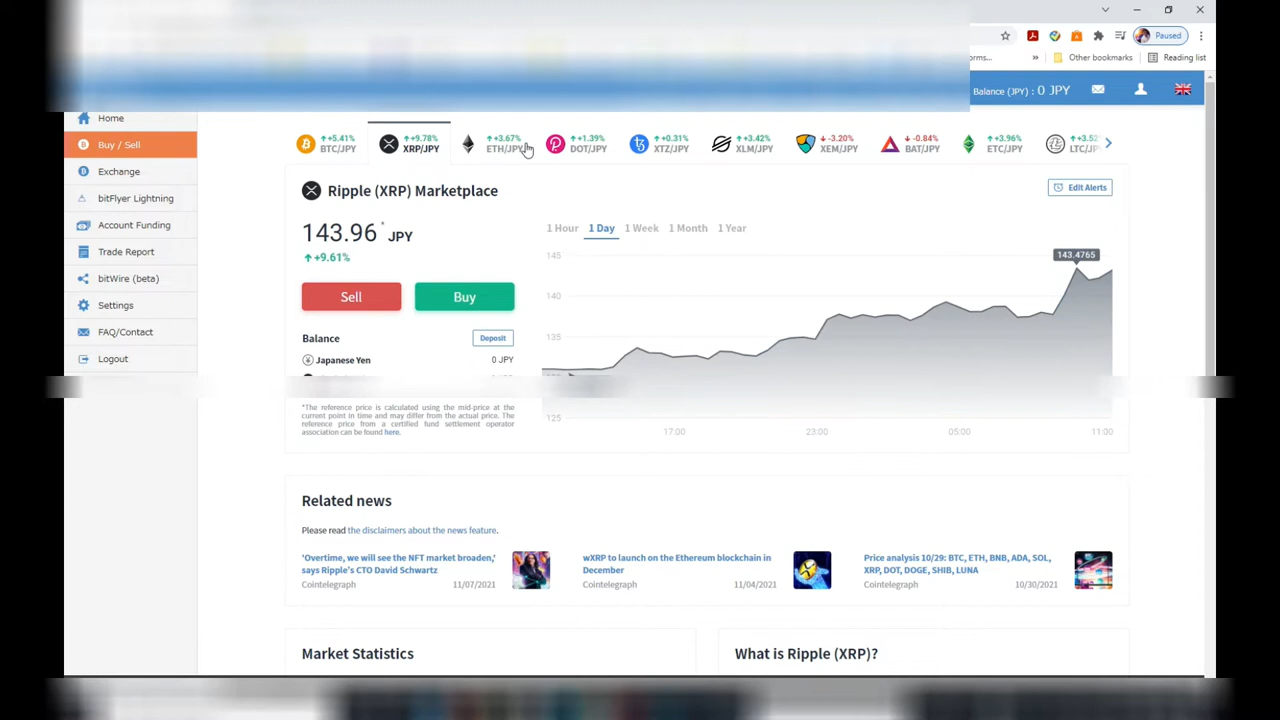 Paused
orms...
»
Other bookmarks
Reading list
Balance (JPY) : 0 JPY
Home
Buy / Sell
Exchange
bitFlyer Lightning
Account Funding
Trade Report
bitWire (beta)
Settings
FAQ/Contact
Logout
+5.41%
BTC/JPY
+9.78%
XRP/JPY
+3.67%
ETH/JPY
+1.39%
DOT/JPY
+0.31%
XTZ/JPY
+3.42%
XLM/JPY
-3.20%
XEM/JPY
-0.84%
BAT/JPY
+3.96%
ETC/JPY
+3.52
LTC/JPY
Ripple (XRP) Marketplace
Edit Alerts
143.96 * JPY
+9.61%
Sell
Buy
Balance
Deposit
Japanese Yen
0 JPY
*The reference price is calculated using the mid-price at the
current point in time and may differ from the actual price. The
reference price from a certified fund settlement operator
association can be found here.
1 Hour
1 Day
1 Week
1 Month
1 Year
143.4765
145
140
135
125
17:00
23:00
05:00
11:00
Related news
Please read the disclaimers about the news feature.
'Overtime, we will see the NFT market broaden,'
says Ripple's CTO David Schwartz
Cointelegraph
11/07/2021
wXRP to launch on the Ethereum blockchain in
December
Cointelegraph
11/04/2021
Price analysis 10/29: BTC, ETH, BNB, ADA, SOL,
XRP, DOT, DOGE, SHIB, LUNA
Cointelegraph
10/30/2021
Market Statistics
What is Ripple (XRP)?